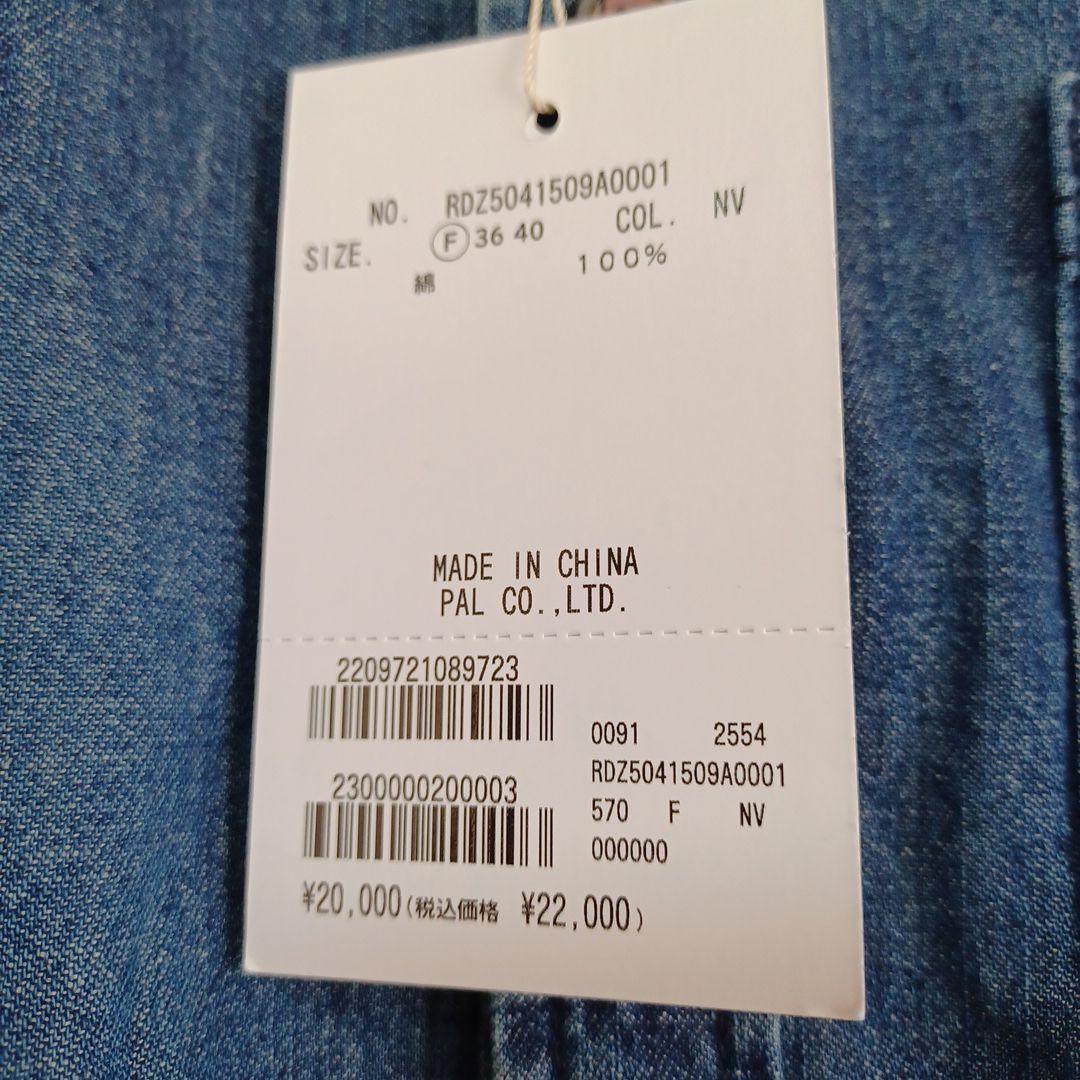 NO. RDZ5041509A0001
SIZE. F 36 40 COL. NV
綿 100%
MADE IN CHINA
PAL CO.,LTD.
2209721089723
0091 2554
RDZ5041509A0001
2300000200003
570 F NV
000000
¥20,000(税込価格 ¥22,000)